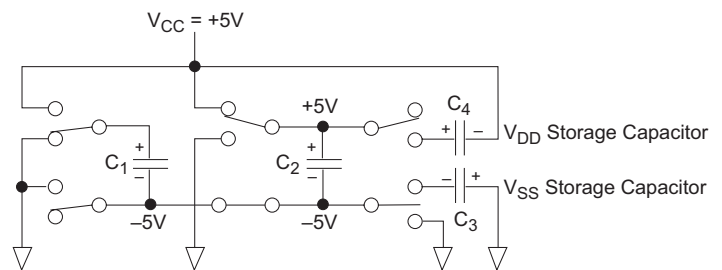 V_CC = +5V
+5V
C_4
+ −
V_DD Storage Capacitor
+
C_1
−
+
C_2
−
− +
V_SS Storage Capacitor
C_3
−5V
−5V